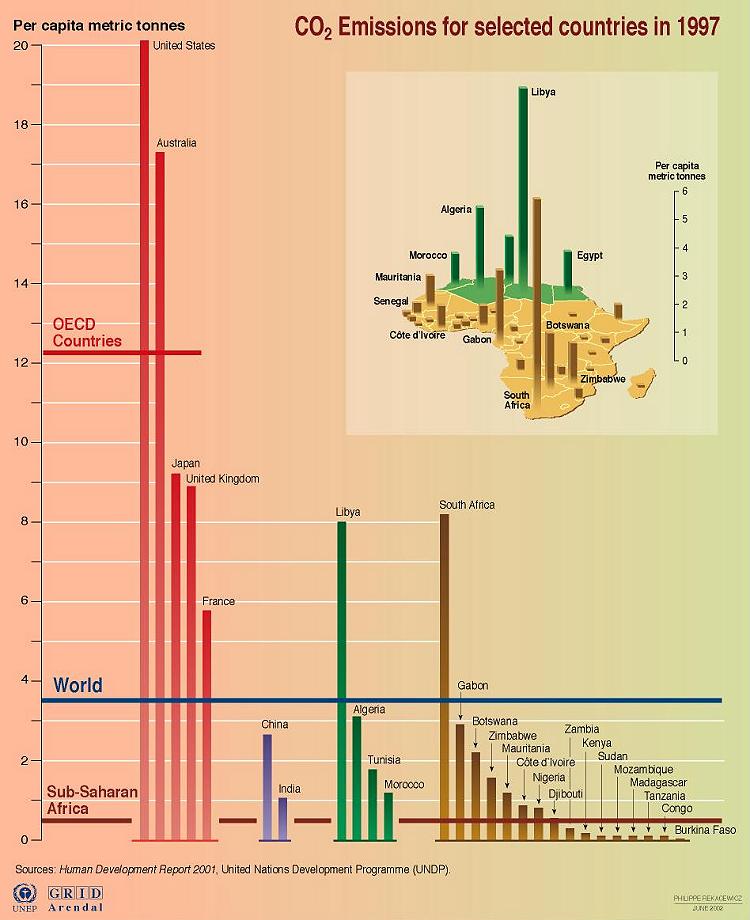 Per capita metric tonnes
CO2 Emissions for selected countries in 1997
20
18
16
14
12
10
8
6
4
2
0
United States
Australia
OECD
Countries
Japan
United Kingdom
France
World
Sub-Saharan
Africa
China
India
Libya
Algeria
Tunisia
Morocco
South Africa
Gabon
Botswana
Zimbabwe
Mauritania
Côte d'Ivoire
Nigeria
Djibouti
Zambia
Kenya
Sudan
Mozambique
Madagascar
Tanzania
Congo
Burkina Faso
Libya
Algeria
Morocco
Egypt
Mauritania
Senegal
Côte d'Ivoire
Gabon
Botswana
Zimbabwe
South
Africa
Per capita
metric tonnes
6
5
4
3
2
1
0
Sources: Human Development Report 2001, United Nations Development Programme (UNDP).
UNEP
GRID
Arendal
PHILIPPE REKACEWICZ
JUNE 2002